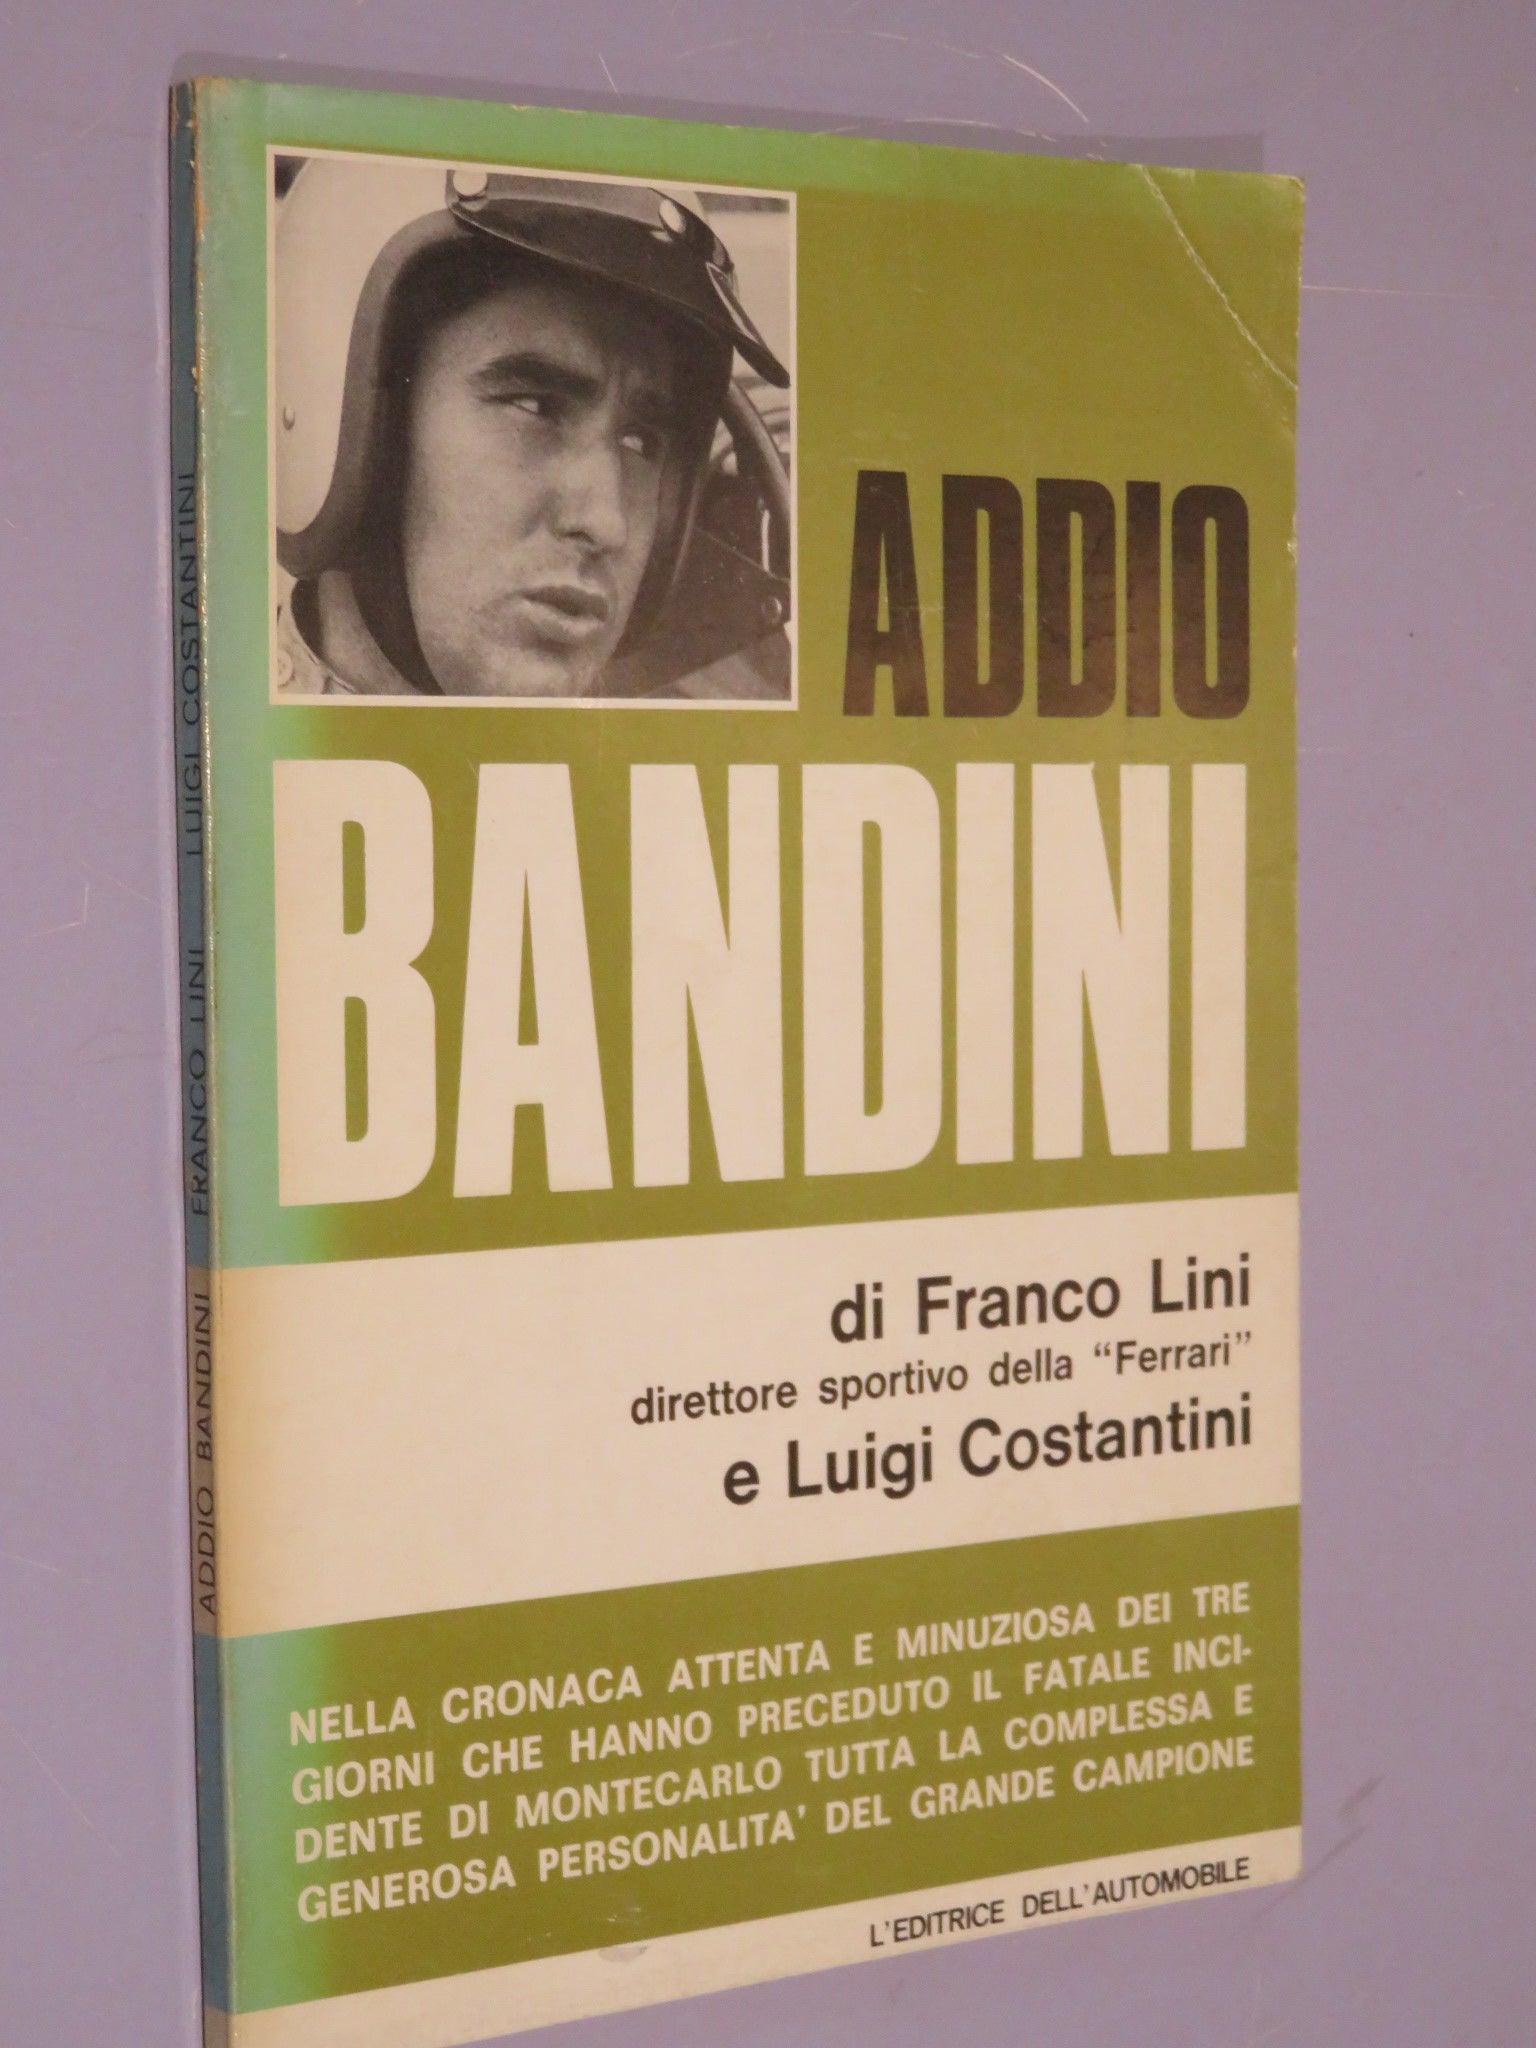 ADDIO
BANDINI
di Franco Lini
direttore sportivo della “Ferrari”
e Luigi Costantini
NELLA CRONACA ATTENTA E MINUZIOSA DEI TRE
GIORNI CHE HANNO PRECEDUTO IL FATALE INCI-
DENTE DI MONTECARLO TUTTA LA COMPLESSA E
GENEROSA PERSONALITA' DEL GRANDE CAMPIONE
L'EDITRICE DELL'AUTOMOBILE
ADDIO BANDINI FRANCO LINI LUIGI COSTANTINI